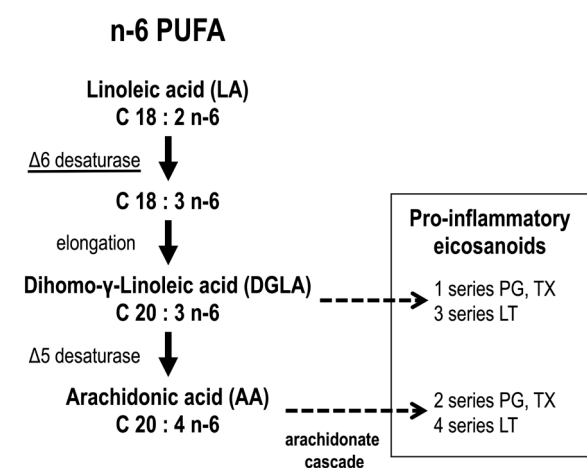 n-6 PUFA
Linoleic acid (LA)
C 18 : 2 n-6
Δ6 desaturase
C 18 : 3 n-6
elongation
Dihomo-γ-Linoleic acid (DGLA)
C 20 : 3 n-6
Δ5 desaturase
Arachidonic acid (AA)
C 20 : 4 n-6
arachidonate
cascade
Pro-inflammatory
eicosanoids
1 series PG, TX
3 series LT
2 series PG, TX
4 series LT